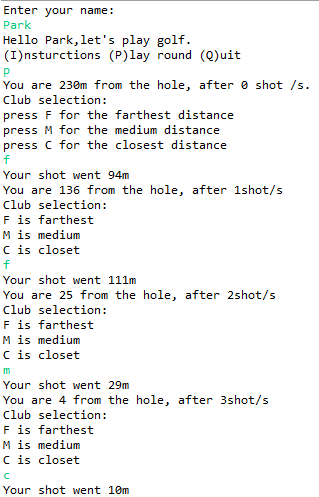 Enter your name:
Park
Hello Park,let's play golf.
(I)nsturctions (P)lay round (Q)uit
p
You are 230m from the hole, after 0 shot /s.
Club selection:
press F for the farthest distance
press M for the medium distance
press C for the closest distance
f
Your shot went 94m
You are 136 from the hole, after 1shot/s
Club selection:
F is farthest
M is medium
C is closet
f
Your shot went 111m
You are 25 from the hole, after 2shot/s
Club selection:
F is farthest
M is medium
C is closet
m
Your shot went 29m
You are 4 from the hole, after 3shot/s
Club selection:
F is farthest
M is medium
C is closet
c
Your shot went 10m